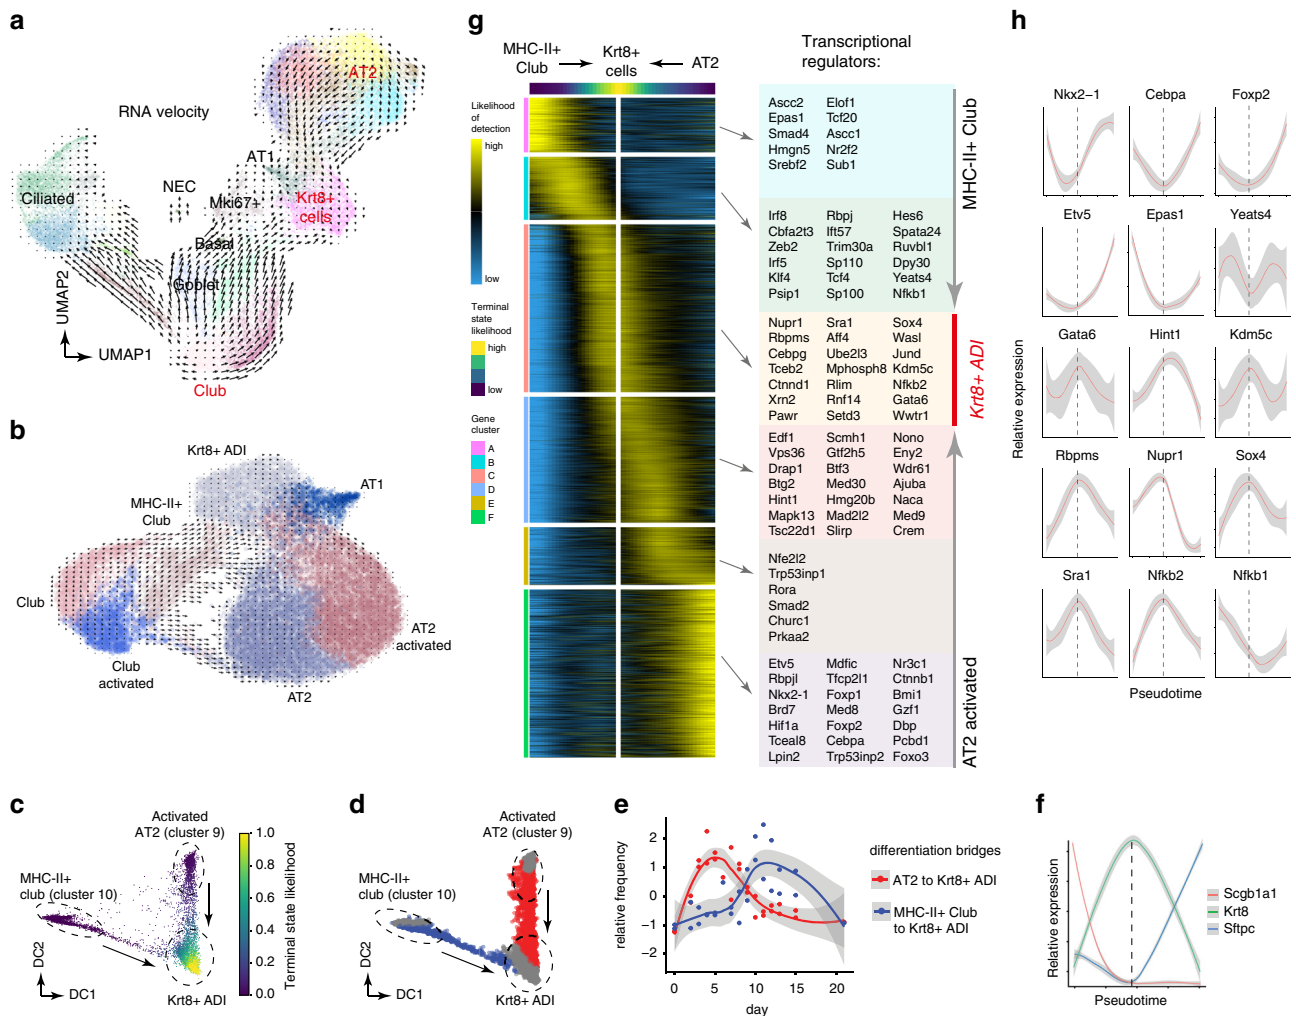 a
RNA velocity
AT2
AT1
NEC
Ciliated
Mki67+
Krt8+
cells
Basal
Goblet
UMAP2
UMAP1
Club
b
Krt8+ ADI
AT1
MHC-II+
Club
Club
Club
activated
AT2
AT2
activated
c
Activated
AT2 (cluster 9)
MHC-II+
club (cluster 10)
DC2
DC1
Krt8+ ADI
1.0
0.8
0.6
0.4
0.2
0.0
Terminal state likelihood
d
Activated
AT2 (cluster 9)
MHC-II+
club (cluster 10)
DC2
DC1
Krt8+ ADI
e
relative frequency
2
1
0
−1
−2
0 5 10 15 20
day
differentiation bridges
AT2 to Krt8+ ADI
MHC-II+ Club
to Krt8+ ADI
f
Relative expression
Pseudotime
Scgb1a1
Krt8
Sftpc
g
MHC-II+
Club
Krt8+
cells
AT2
Likelihood
of
detection
high
low
Terminal
state
likelihood
high
low
Gene
cluster
A
B
C
D
E
F
Transcriptional
regulators:
Ascc2 Elof1
Epas1 Tcf20
Smad4 Ascc1
Hmgn5 Nr2f2
Srebf2 Sub1
Irf8 Rbpj Hes6
Cbfa2t3 Ift57 Spata24
Zeb2 Trim30a Ruvbl1
Irf5 Sp110 Dpy30
Klf4 Tcf4 Yeats4
Psip1 Sp100 Nfkb1
Nupr1 Sra1 Sox4
Rbpms Aff4 Wasl
Cebpg Ube2l3 Jund
Tceb2 Mphosph8 Kdm5c
Ctnnd1 Rlim Nfkb2
Xrn2 Rnf14 Gata6
Pawr Setd3 Wwtr1
Edf1 Scmh1 Nono
Vps36 Gtf2h5 Eny2
Drap1 Btf3 Wdr61
Btg2 Med30 Ajuba
Hint1 Hmg20b Naca
Mapk13 Mad2l2 Med9
Tsc22d1 Slirp Crem
Nfe2l2
Trp53inp1
Rora
Smad2
Churc1
Prkaa2
Etv5 Mdfic Nr3c1
Rbpjl Tfcp2l1 Ctnnb1
Nkx2-1 Foxp1 Bmi1
Brd7 Med8 Gzf1
Hif1a Foxp2 Dbp
Tceal8 Cebpa Pcbd1
Lpin2 Trp53inp2 Foxo3
MHC-II+ Club
Krt8+ ADI
AT2 activated
h
Nkx2−1 Cebpa Foxp2
Etv5 Epas1 Yeats4
Gata6 Hint1 Kdm5c
Rbpms Nupr1 Sox4
Sra1 Nfkb2 Nfkb1
Relative expression
Pseudotime